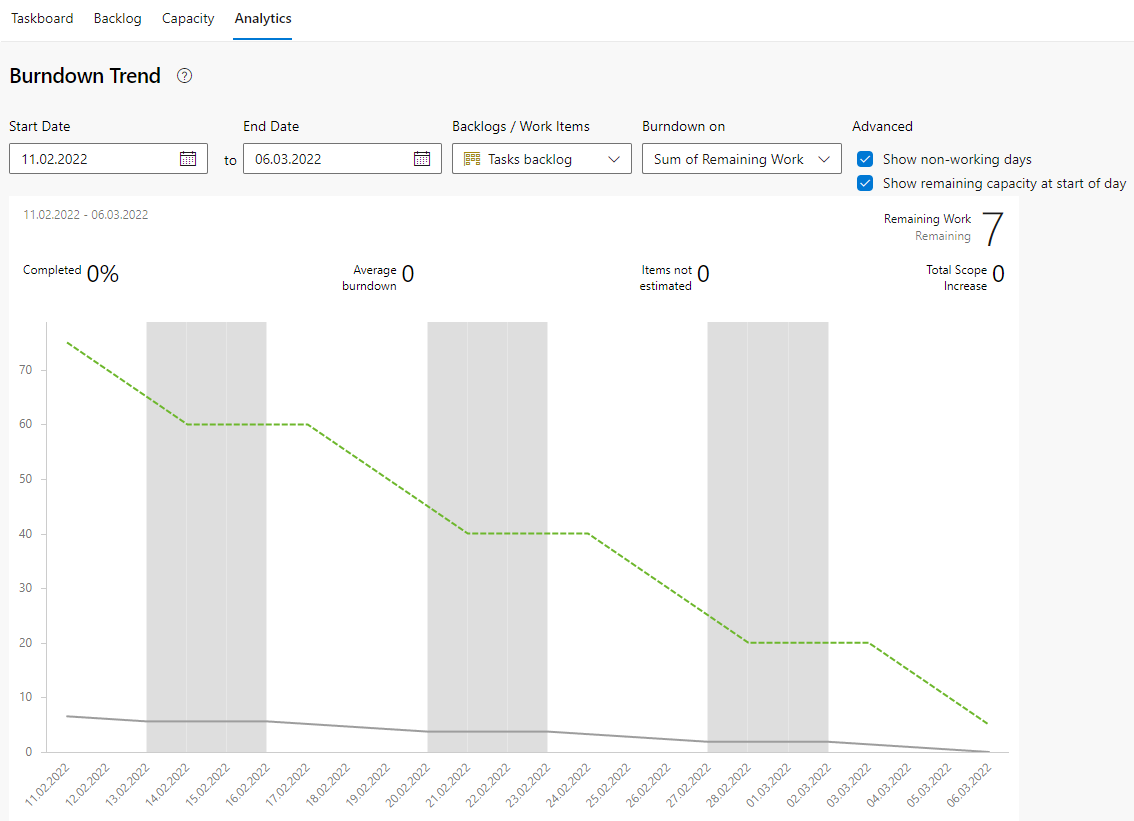 Taskboard Backlog Capacity Analytics
Burndown Trend ?
Start Date End Date Backlogs / Work Items Burndown on Advanced
11.02.2022 to 06.03.2022 Tasks backlog Sum of Remaining Work Show non-working days
Show remaining capacity at start of day
11.02.2022 - 06.03.2022
Remaining Work
Remaining
7
Completed 0%
Average
burndown
0
Items not
estimated
0
Total Scope
Increase
0
70
60
50
40
30
20
10
0
11.02.2022 12.02.2022 13.02.2022 14.02.2022 15.02.2022 16.02.2022 17.02.2022 18.02.2022 19.02.2022 20.02.2022 21.02.2022 22.02.2022 23.02.2022 24.02.2022 25.02.2022 26.02.2022 27.02.2022 28.02.2022 01.03.2022 02.03.2022 03.03.2022 04.03.2022 05.03.2022 06.03.2022